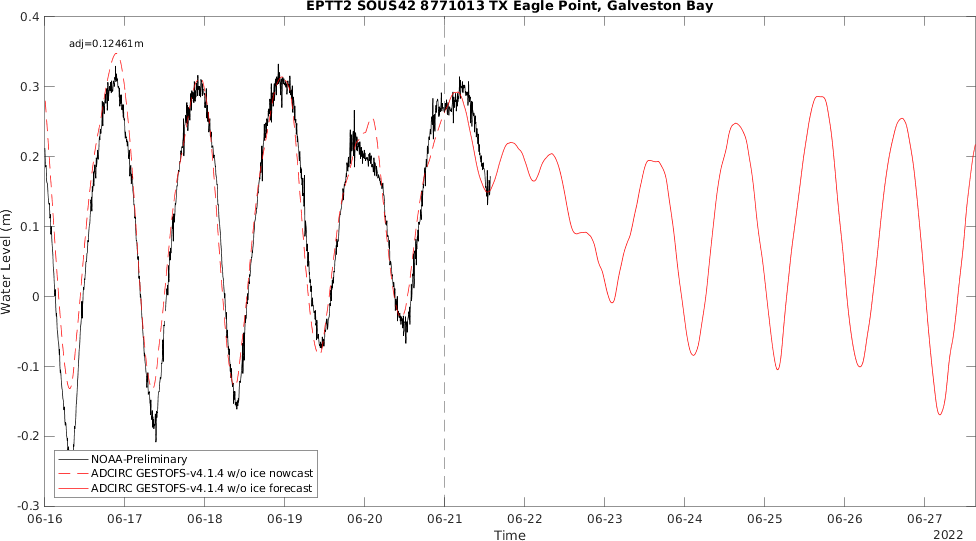 EPTT2 SOUS42 8771013 TX Eagle Point, Galveston Bay
adj=0.12461m
0.4
0.3
0.2
0.1
0
-0.1
-0.2
-0.3
Water Level (m)
NOAA-Preliminary
ADCIRC GESTOFS-v4.1.4 w/o ice nowcast
ADCIRC GESTOFS-v4.1.4 w/o ice forecast
06-16 06-17 06-18 06-19 06-20 06-21 06-22 06-23 06-24 06-25 06-26 06-27
Time
2022